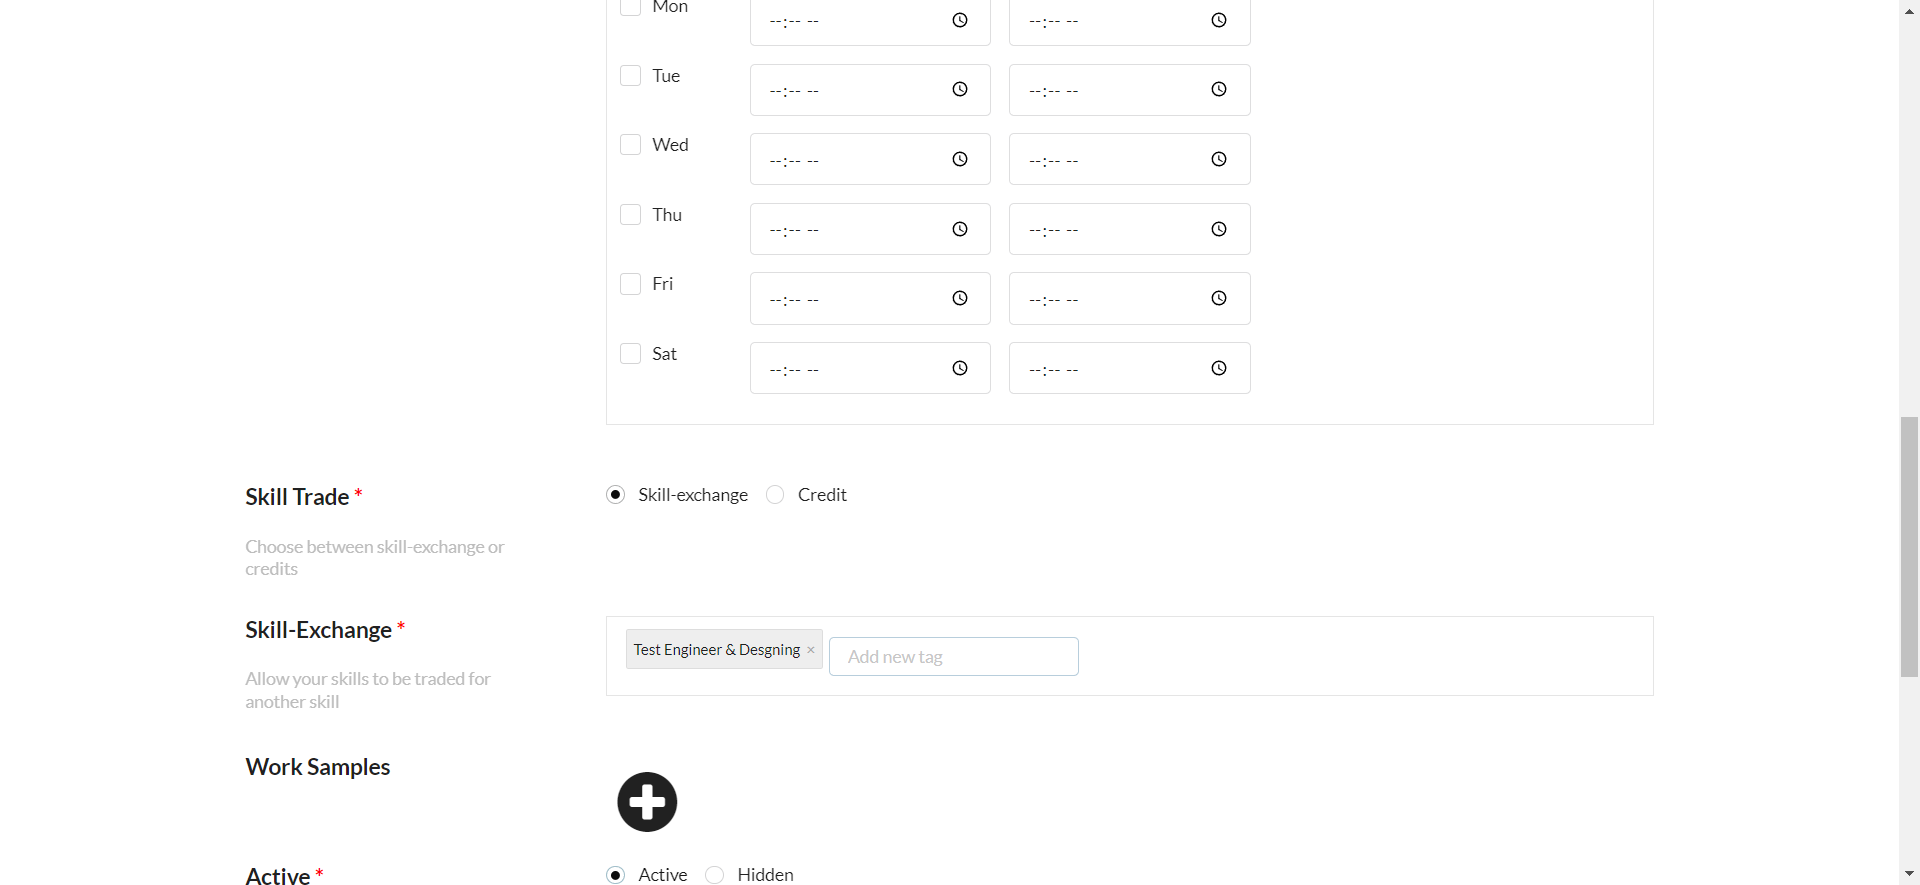 Mon --:-- -- --:-- --
Tue --:-- -- --:-- --
Wed --:-- -- --:-- --
Thu --:-- -- --:-- --
Fri --:-- -- --:-- --
Sat --:-- -- --:-- --
Skill Trade * Skill-exchange Credit
Choose between skill-exchange or
credits
Skill-Exchange *
Test Engineer & Desgning × Add new tag
Allow your skills to be traded for
another skill
Work Samples
Active * Active Hidden